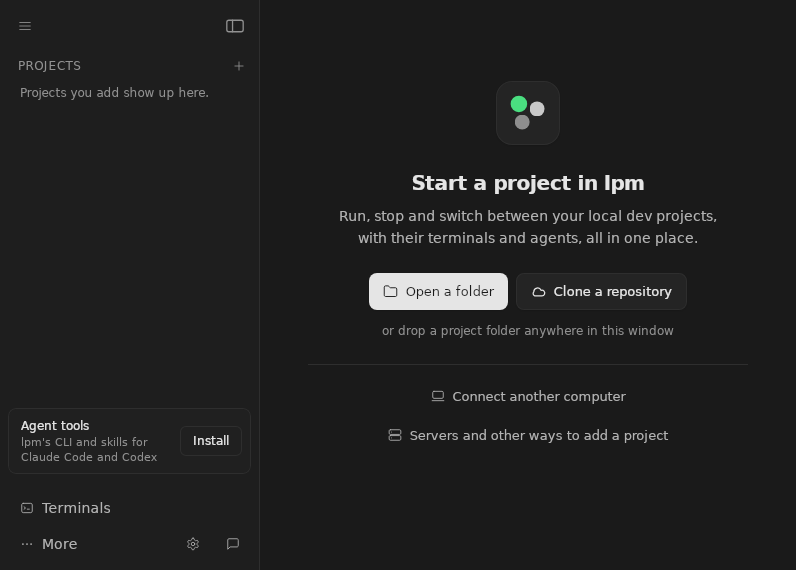 PROJECTS
Projects you add show up here.
Start a project in lpm
Run, stop and switch between your local dev projects,
with their terminals and agents, all in one place.
Open a folder
Clone a repository
or drop a project folder anywhere in this window
Connect another computer
Servers and other ways to add a project
Agent tools
lpm's CLI and skills for
Claude Code and Codex
Install
Terminals
More